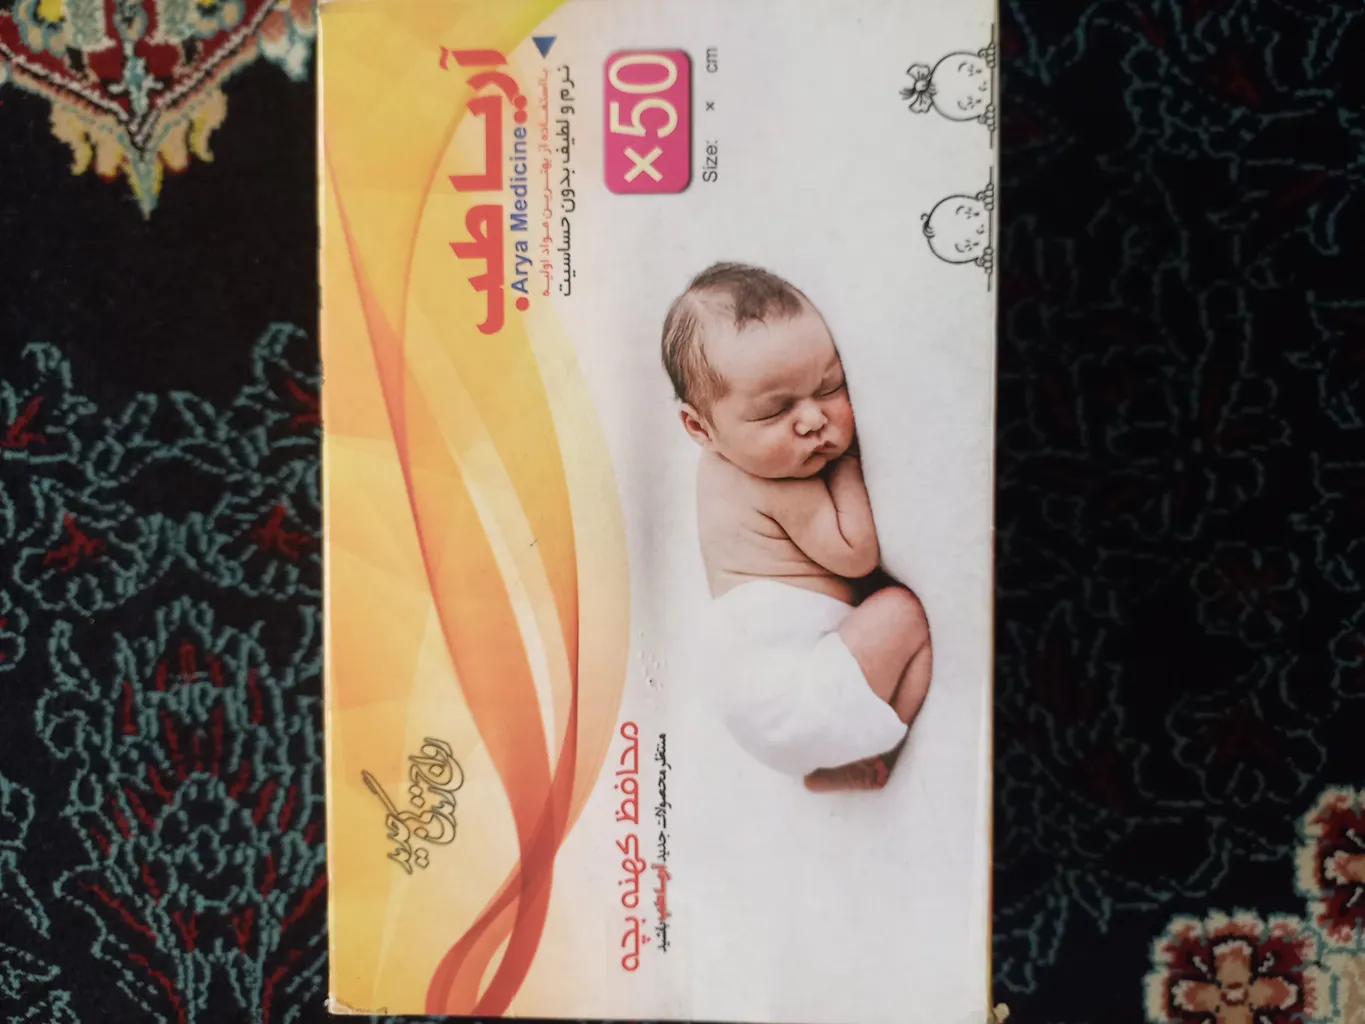 آریا طب
Arya Medicine
با استفاده از بهترین مواد اولیه
نرم و لطیف بدون حساسیت
×50
Size: × cm
محافظ کهنه بچه
منتظر محصولات جدید آریا طب باشید